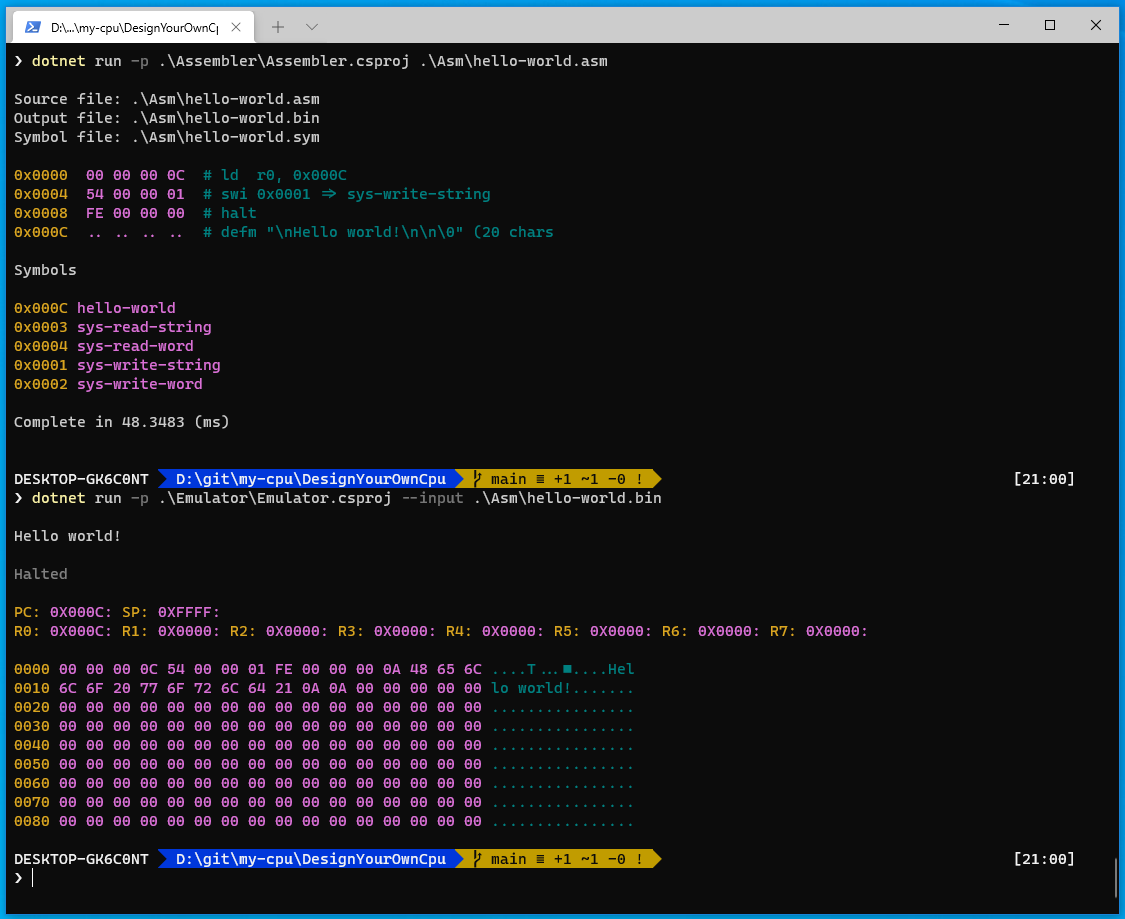 D:\...\my-cpu\DesignYourOwnCp
❯ dotnet run -p .\Assembler\Assembler.csproj .\Asm\hello-world.asm
Source file: .\Asm\hello-world.asm
Output file: .\Asm\hello-world.bin
Symbol file: .\Asm\hello-world.sym
0x0000  00 00 00 0C  # ld  r0, 0x000C
0x0004  54 00 00 01  # swi 0x0001 => sys-write-string
0x0008  FE 00 00 00  # halt
0x000C  .. .. .. ..  # defm "\nHello world!\n\n\0" (20 chars
Symbols
0x000C hello-world
0x0003 sys-read-string
0x0004 sys-read-word
0x0001 sys-write-string
0x0002 sys-write-word
Complete in 48.3483 (ms)
DESKTOP-GK6C0NT D:\git\my-cpu\DesignYourOwnCpu main ≡ +1 ~1 -0 ! [21:00]
❯ dotnet run -p .\Emulator\Emulator.csproj --input .\Asm\hello-world.bin
Hello world!
Halted
PC: 0X000C: SP: 0XFFFF:
R0: 0X000C: R1: 0X0000: R2: 0X0000: R3: 0X0000: R4: 0X0000: R5: 0X0000: R6: 0X0000: R7: 0X0000:
0000 00 00 00 0C 54 00 00 01 FE 00 00 00 0A 48 65 6C ....T...■....Hel
0010 6C 6F 20 77 6F 72 6C 64 21 0A 0A 00 00 00 00 00 lo world!.......
0020 00 00 00 00 00 00 00 00 00 00 00 00 00 00 00 00 ................
0030 00 00 00 00 00 00 00 00 00 00 00 00 00 00 00 00 ................
0040 00 00 00 00 00 00 00 00 00 00 00 00 00 00 00 00 ................
0050 00 00 00 00 00 00 00 00 00 00 00 00 00 00 00 00 ................
0060 00 00 00 00 00 00 00 00 00 00 00 00 00 00 00 00 ................
0070 00 00 00 00 00 00 00 00 00 00 00 00 00 00 00 00 ................
0080 00 00 00 00 00 00 00 00 00 00 00 00 00 00 00 00 ................
DESKTOP-GK6C0NT D:\git\my-cpu\DesignYourOwnCpu main ≡ +1 ~1 -0 ! [21:00]
❯